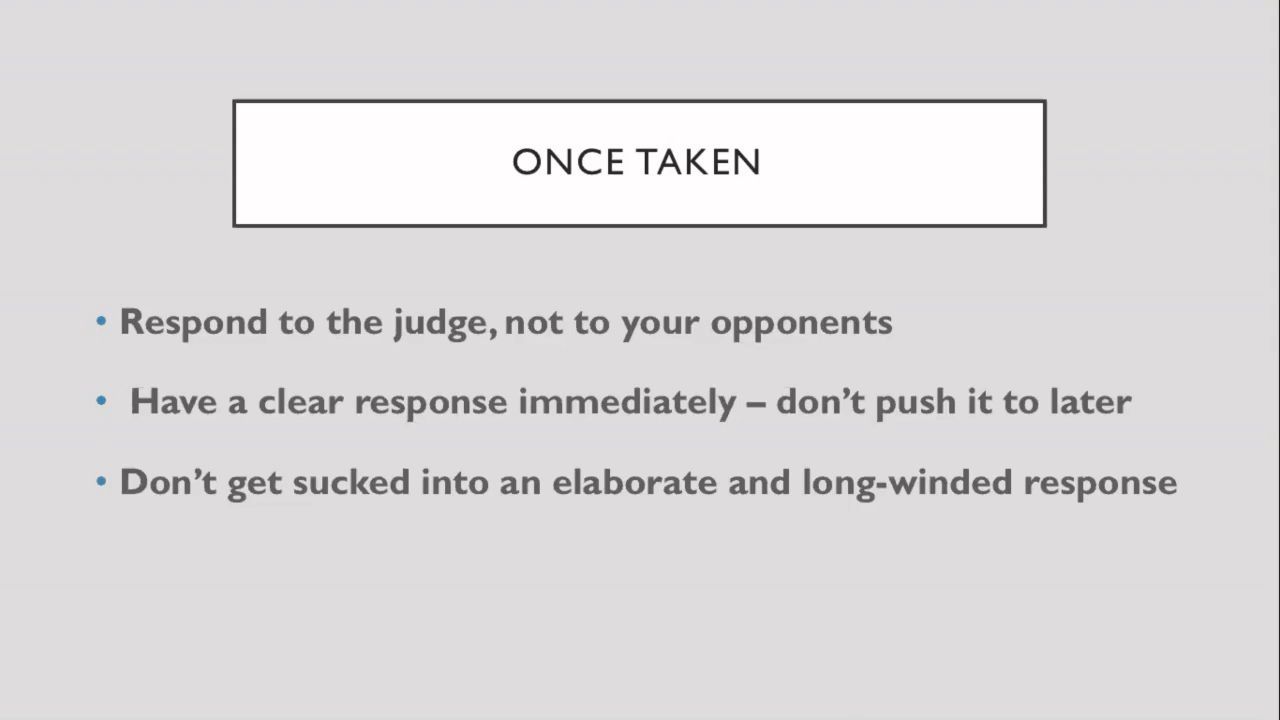 ONCE TAKEN
• Respond to the judge, not to your opponents
• Have a clear response immediately – don’t push it to later
• Don’t get sucked into an elaborate and long-winded response